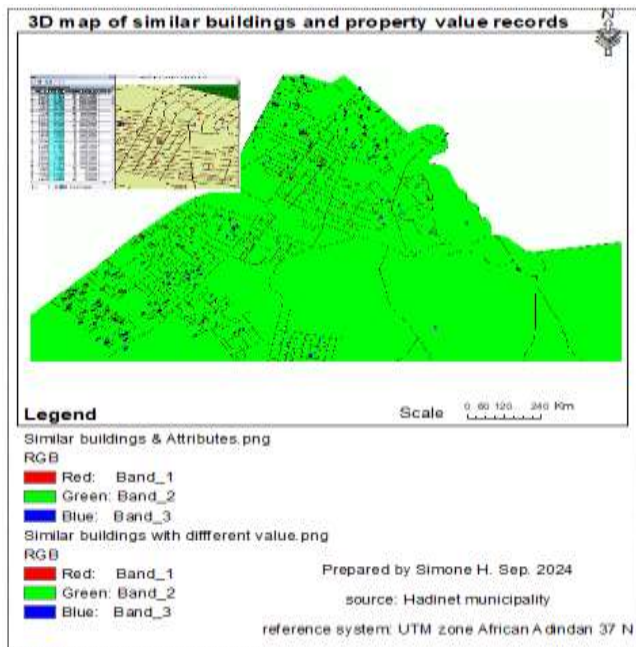 3D map of similar buildings and property value records
N
Legend
Scale 0 60 120 240 Km
Similar buildings & Attributes.png
RGB
Red: Band_1
Green: Band_2
Blue: Band_3
Similar buildings with diffferent value.png
RGB
Red: Band_1
Green: Band_2
Blue: Band_3
Prepared by Simone H. Sep. 2024
source: Hadinet municipality
reference system: UTM zone African Adindan 37 N